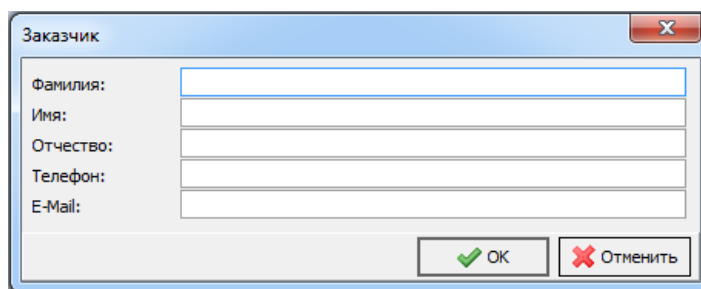 Заказчик
Фамилия:
Имя:
Отчество:
Телефон:
E-Mail:
OK
Отменить